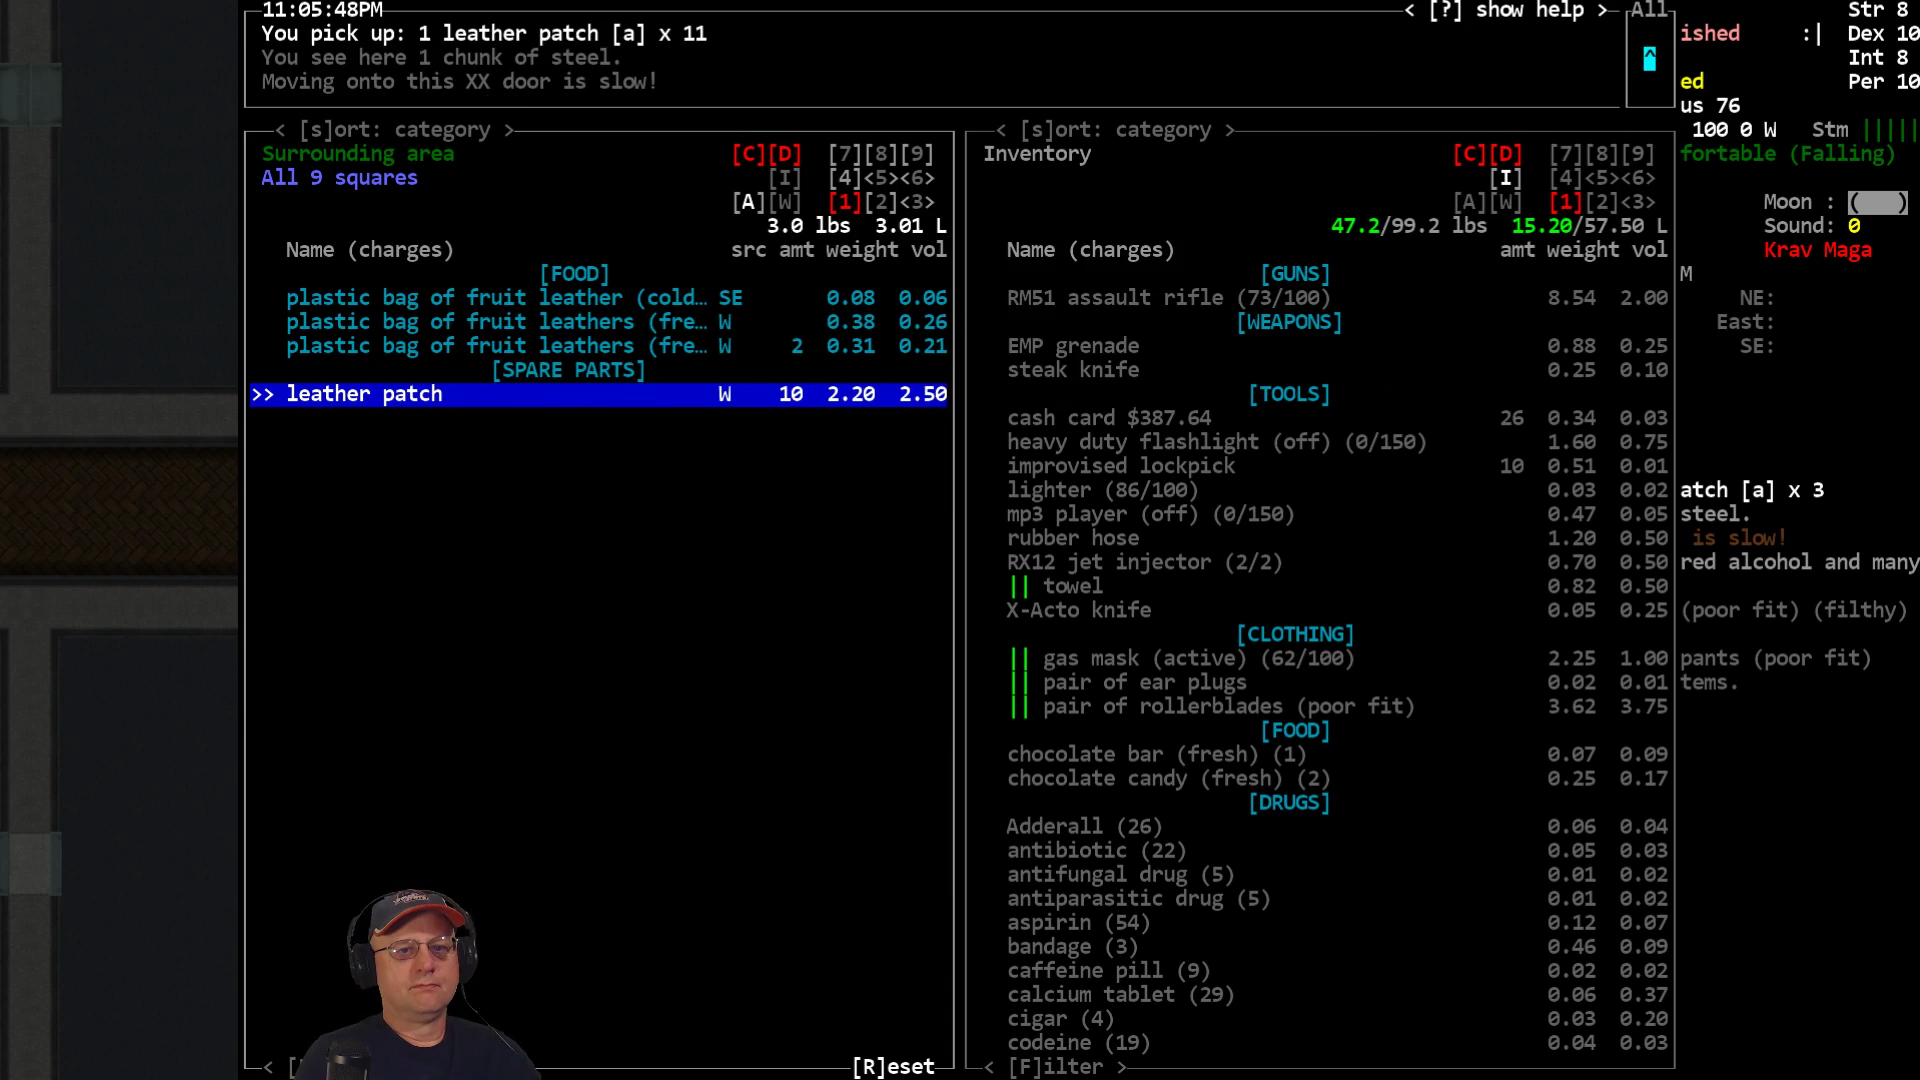 11:05:48PM < [?] show help >
You pick up: 1 leather patch [a] x 11
You see here 1 chunk of steel.
Moving onto this XX door is slow!
All
^
ished :| Str 8
Dex 10
Int 8
ed Per 10
us 76
100 0 W Stm |||||
fortable (Falling)
Moon : ( )
Sound: 0
Krav Maga
M
NE:
East:
SE:
atch [a] x 3
steel.
is slow!
red alcohol and many
(poor fit) (filthy)
pants (poor fit)
tems.
< [s]ort: category >
Surrounding area [C][D] [7][8][9]
All 9 squares [I] [4]<5><6>
[A][W] [1][2]<3>
3.0 lbs 3.01 L
Name (charges) src amt weight vol
[FOOD]
plastic bag of fruit leather (cold… SE 0.08 0.06
plastic bag of fruit leathers (fre… W 0.38 0.26
plastic bag of fruit leathers (fre… W 2 0.31 0.21
[SPARE PARTS]
>> leather patch W 10 2.20 2.50
< [ [R]eset
< [s]ort: category >
Inventory [C][D] [7][8][9]
[I] [4]<5><6>
[A][W] [1][2]<3>
47.2/99.2 lbs 15.20/57.50 L
Name (charges) amt weight vol
[GUNS]
RM51 assault rifle (73/100) 8.54 2.00
[WEAPONS]
EMP grenade 0.88 0.25
steak knife 0.25 0.10
[TOOLS]
cash card $387.64 26 0.34 0.03
heavy duty flashlight (off) (0/150) 1.60 0.75
improvised lockpick 10 0.51 0.01
lighter (86/100) 0.03 0.02
mp3 player (off) (0/150) 0.47 0.05
rubber hose 1.20 0.50
RX12 jet injector (2/2) 0.70 0.50
|| towel 0.82 0.50
X-Acto knife 0.05 0.25
[CLOTHING]
|| gas mask (active) (62/100) 2.25 1.00
|| pair of ear plugs 0.02 0.01
|| pair of rollerblades (poor fit) 3.62 3.75
[FOOD]
chocolate bar (fresh) (1) 0.07 0.09
chocolate candy (fresh) (2) 0.25 0.17
[DRUGS]
Adderall (26) 0.06 0.04
antibiotic (22) 0.05 0.03
antifungal drug (5) 0.01 0.02
antiparasitic drug (5) 0.01 0.02
aspirin (54) 0.12 0.07
bandage (3) 0.46 0.09
caffeine pill (9) 0.02 0.02
calcium tablet (29) 0.06 0.37
cigar (4) 0.03 0.20
codeine (19) 0.04 0.03
< [F]ilter >